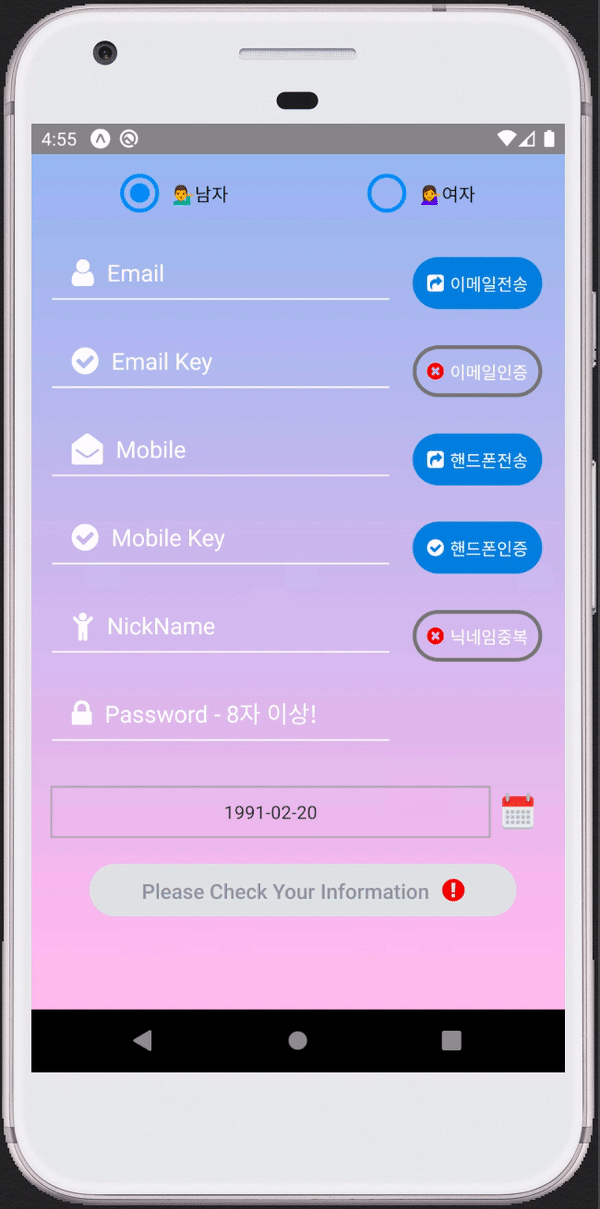 4:55
남자 여자
Email 이메일전송
Email Key 이메일인증
Mobile 핸드폰전송
Mobile Key 핸드폰인증
NickName 닉네임중복
Password - 8자 이상!
1991-02-20
Please Check Your Information